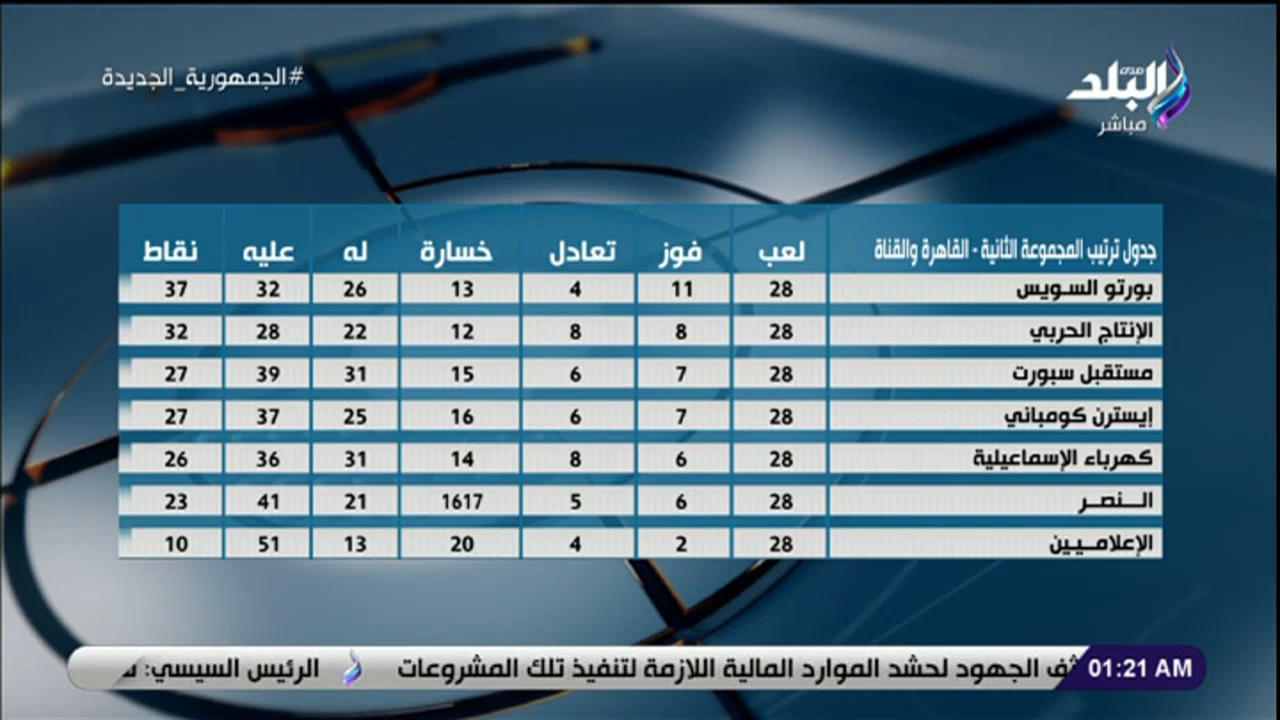 #الجمهورية_الجديدة
صدى البلد
مباشر
جدول ترتيب المجموعة الثانية - القاهرة والقناة لعب فوز تعادل خسارة له عليه نقاط
بورتو السويس 28 11 4 13 26 32 37
الإنتاج الحربي 28 8 8 12 22 28 32
مستقبل سبورت 28 7 6 15 31 39 27
إيسترن كومباني 28 7 6 16 25 37 27
كهرباء الإسماعيلية 28 6 8 14 31 36 26
النصر 28 6 5 1617 21 41 23
الإعلاميين 28 2 4 20 13 51 10
01:21 AM الجهود لحشد الموارد المالية اللازمة لتنفيذ تلك المشروعات الرئيس السيسي: